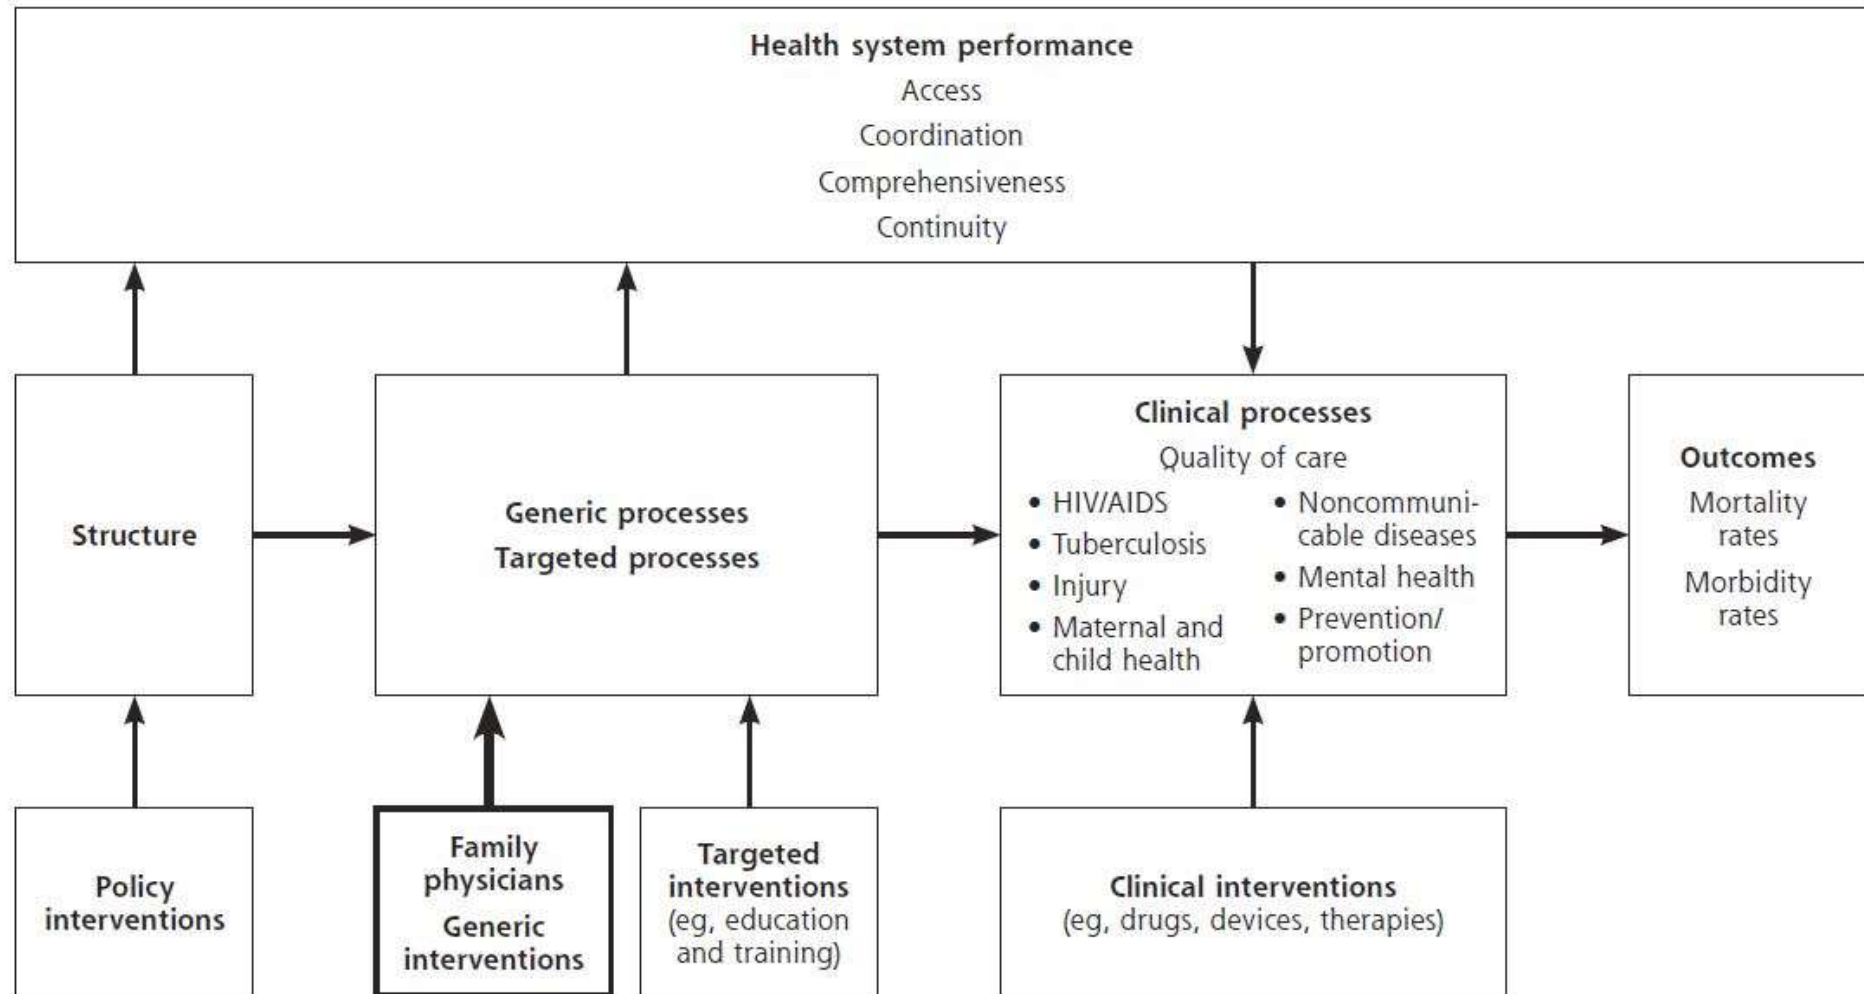 Health system performance
Access
Coordination
Comprehensiveness
Continuity
Structure
Generic processes
Targeted processes
Clinical processes
Quality of care
• HIV/AIDS
• Tuberculosis
• Injury
• Maternal and
child health
• Noncommuni-
cable diseases
• Mental health
• Prevention/
promotion
Outcomes
Mortality
rates
Morbidity
rates
Policy
interventions
Family
physicians
Generic
interventions
Targeted
interventions
(eg, education
and training)
Clinical interventions
(eg, drugs, devices, therapies)